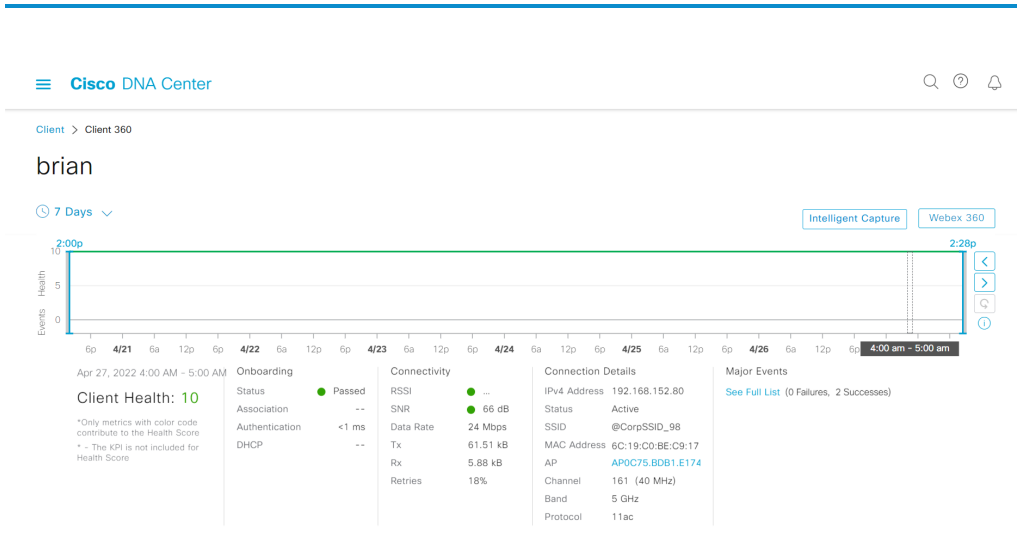 Cisco DNA Center
Client > Client 360
brian
7 Days
Intelligent Capture
Webex 360
2:00p
2:28p
10
5
0
Health
Events
6p 4/21 6a 12p 6p 4/22 6a 12p 6p 4/23 6a 12p 6p 4/24 6a 12p 6p 4/25 6a 12p 6p 4/26 6a 12p 6p 4:00 am - 5:00 am
Apr 27, 2022 4:00 AM - 5:00 AM
Client Health: 10
*Only metrics with color code
contribute to the Health Score
* - The KPI is not included for
Health Score
Onboarding
Status Passed
Association --
Authentication <1 ms
DHCP --
Connectivity
RSSI ...
SNR 66 dB
Data Rate 24 Mbps
Tx 61.51 kB
Rx 5.88 kB
Retries 18%
Connection Details
IPv4 Address 192.168.152.80
Status Active
SSID @CorpSSID_98
MAC Address 6C:19:C0:BE:C9:17
AP AP0C75.BDB1.E174
Channel 161 (40 MHz)
Band 5 GHz
Protocol 11ac
Major Events
See Full List (0 Failures, 2 Successes)